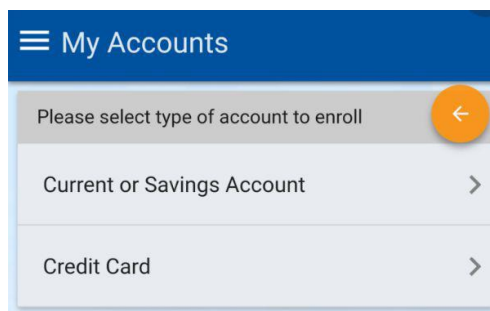 My Accounts
Please select type of account to enroll
Current or Savings Account
Credit Card